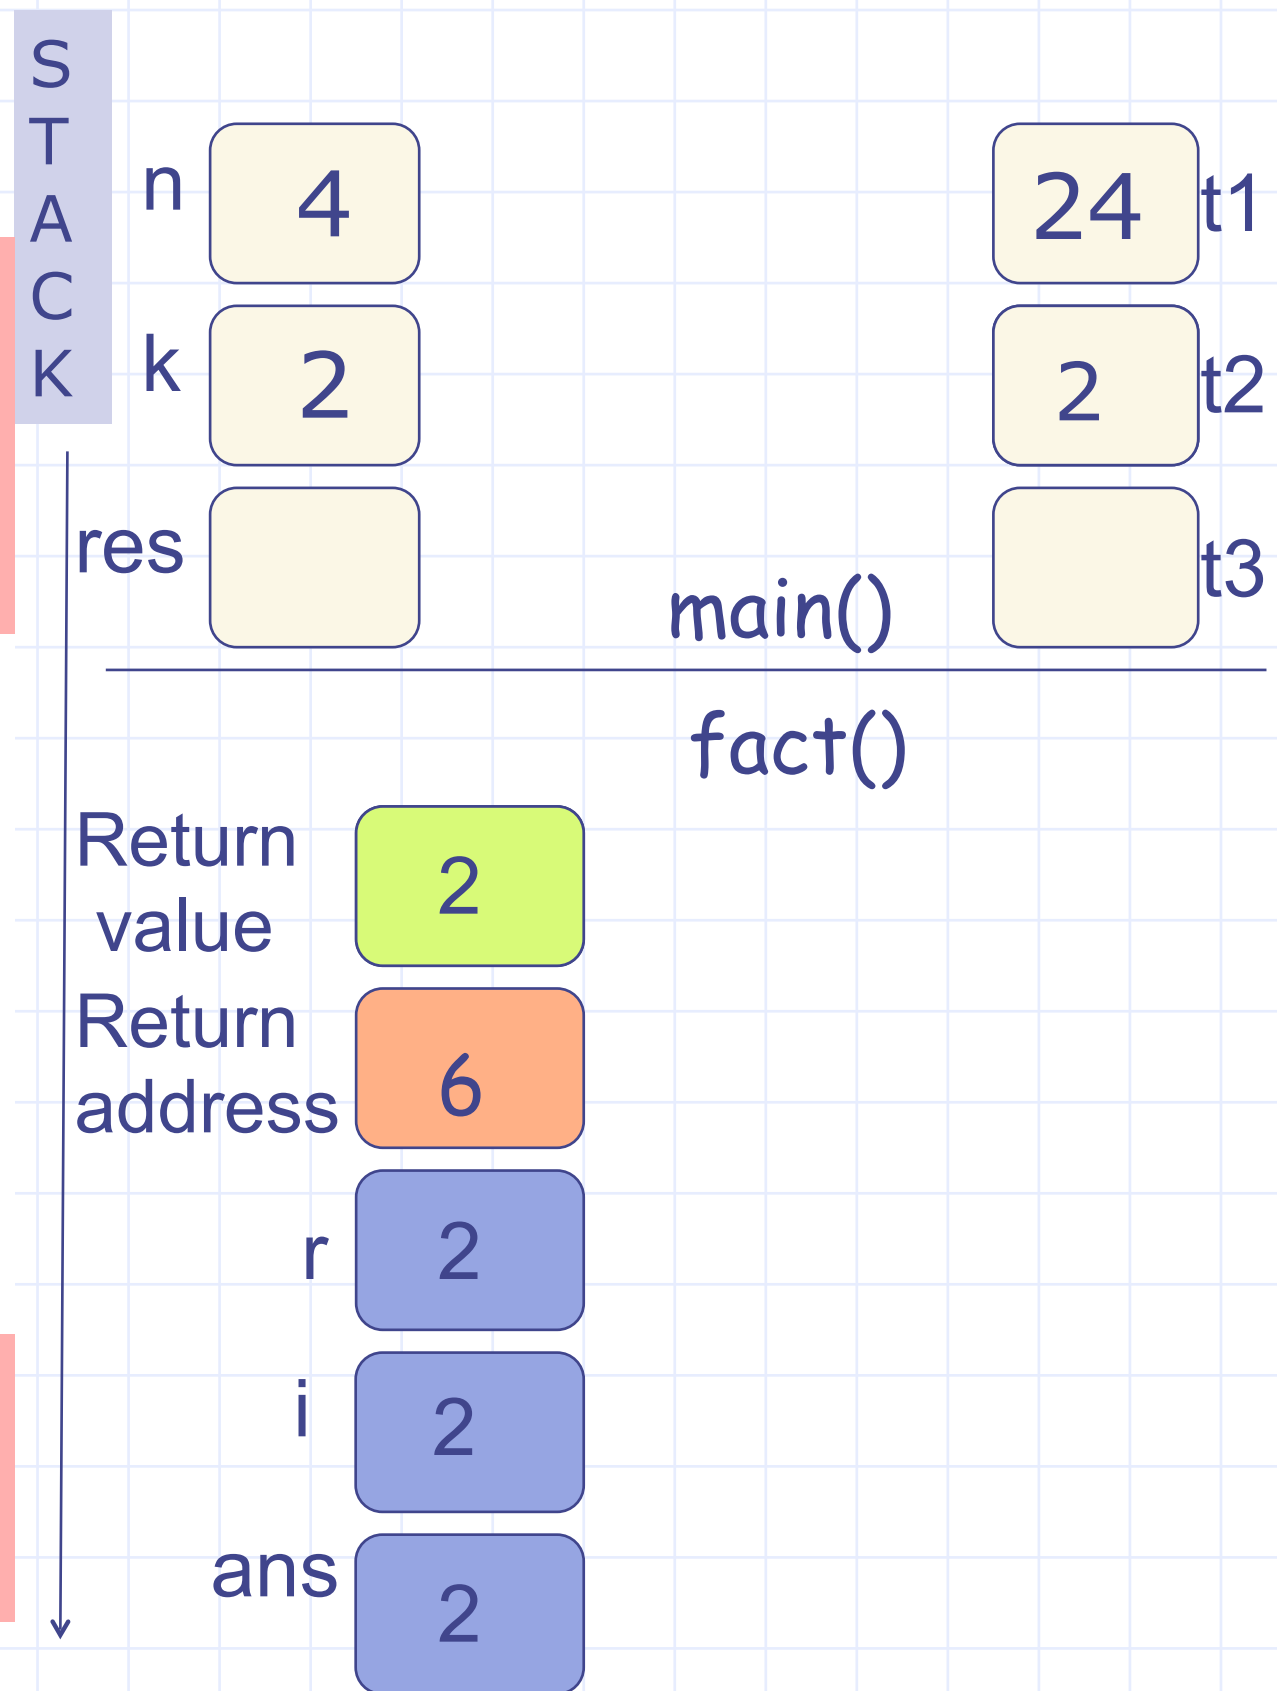 S
T
A
C
K
n 4 24 t1
k 2 2 t2
res t3
main()
fact()
Return
value
2
Return
address
6
r 2
i 2
ans 2